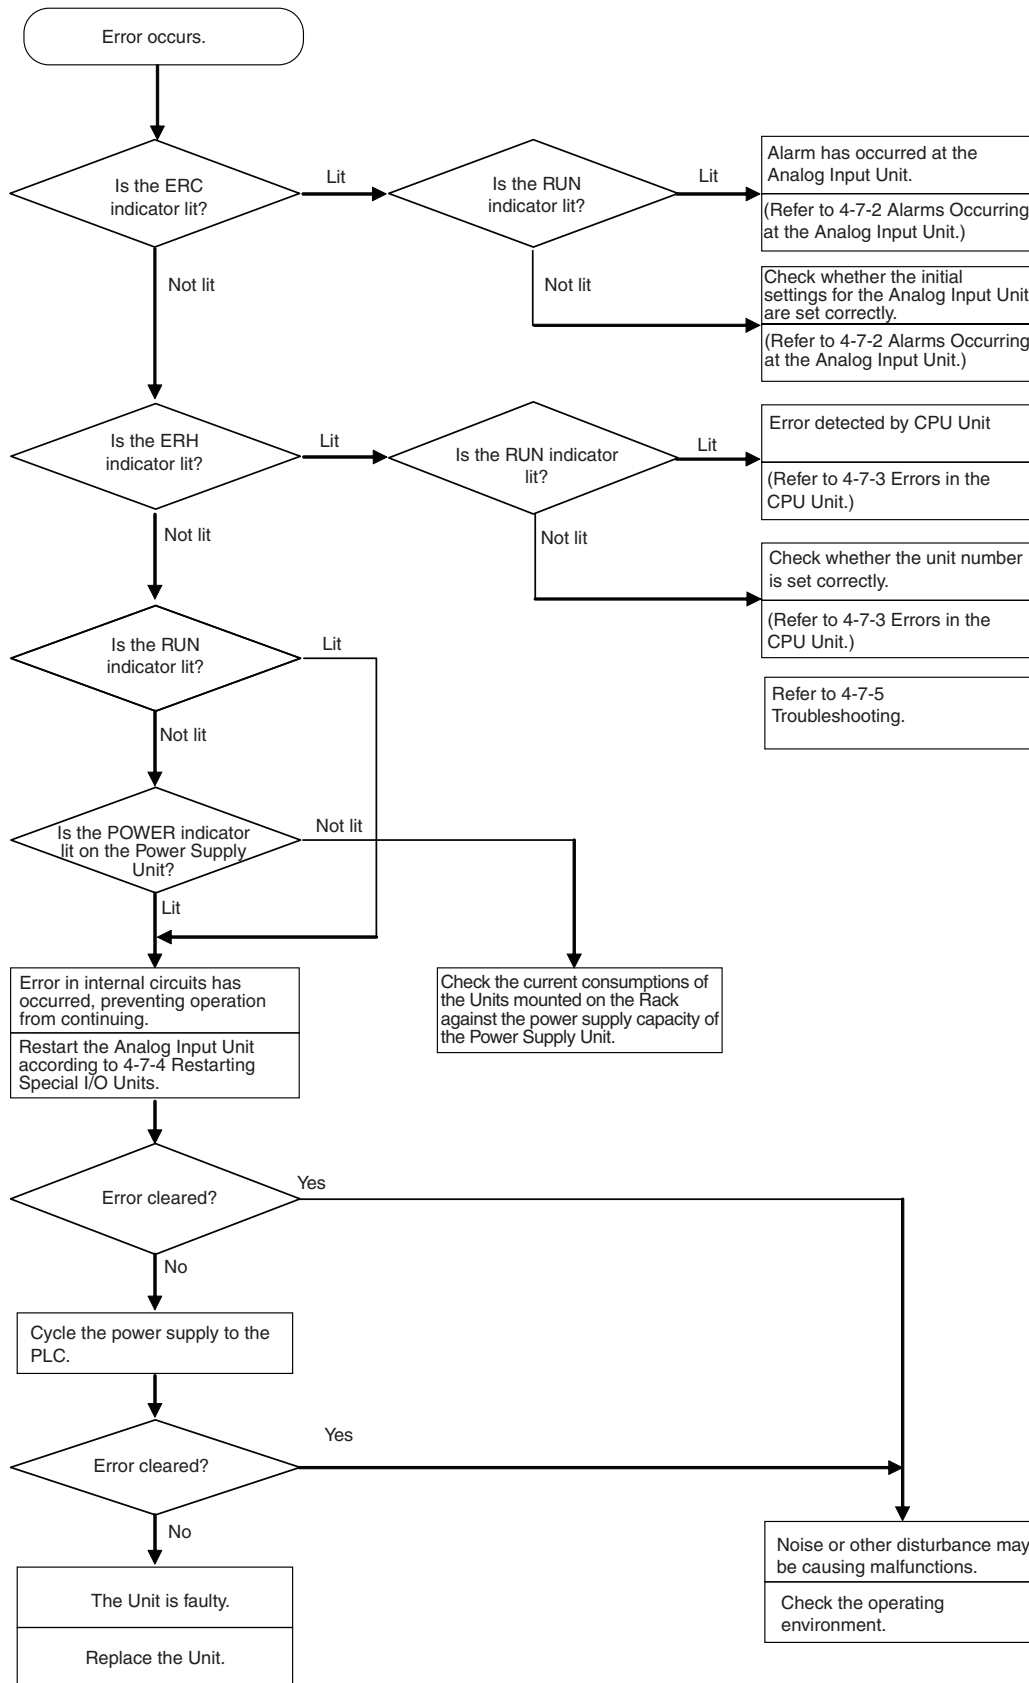 Error occurs.
Is the ERC
indicator lit?
Lit
Is the RUN
indicator lit?
Lit
Alarm has occurred at the
Analog Input Unit.
(Refer to 4-7-2 Alarms Occurring
at the Analog Input Unit.)
Not lit
Not lit
Check whether the initial
settings for the Analog Input Unit
are set correctly.
(Refer to 4-7-2 Alarms Occurring
at the Analog Input Unit.)
Is the ERH
indicator lit?
Lit
Is the RUN indicator
lit?
Lit
Error detected by CPU Unit
(Refer to 4-7-3 Errors in the
CPU Unit.)
Not lit
Not lit
Check whether the unit number
is set correctly.
(Refer to 4-7-3 Errors in the
CPU Unit.)
Is the RUN
indicator lit?
Lit
Refer to 4-7-5
Troubleshooting.
Not lit
Is the POWER indicator
lit on the Power Supply
Unit?
Not lit
Lit
Error in internal circuits has
occurred, preventing operation
from continuing.
Restart the Analog Input Unit
according to 4-7-4 Restarting
Special I/O Units.
Check the current consumptions of
the Units mounted on the Rack
against the power supply capacity of
the Power Supply Unit.
Error cleared?
Yes
No
Cycle the power supply to the
PLC.
Error cleared?
Yes
No
The Unit is faulty.
Replace the Unit.
Noise or other disturbance may
be causing malfunctions.
Check the operating
environment.